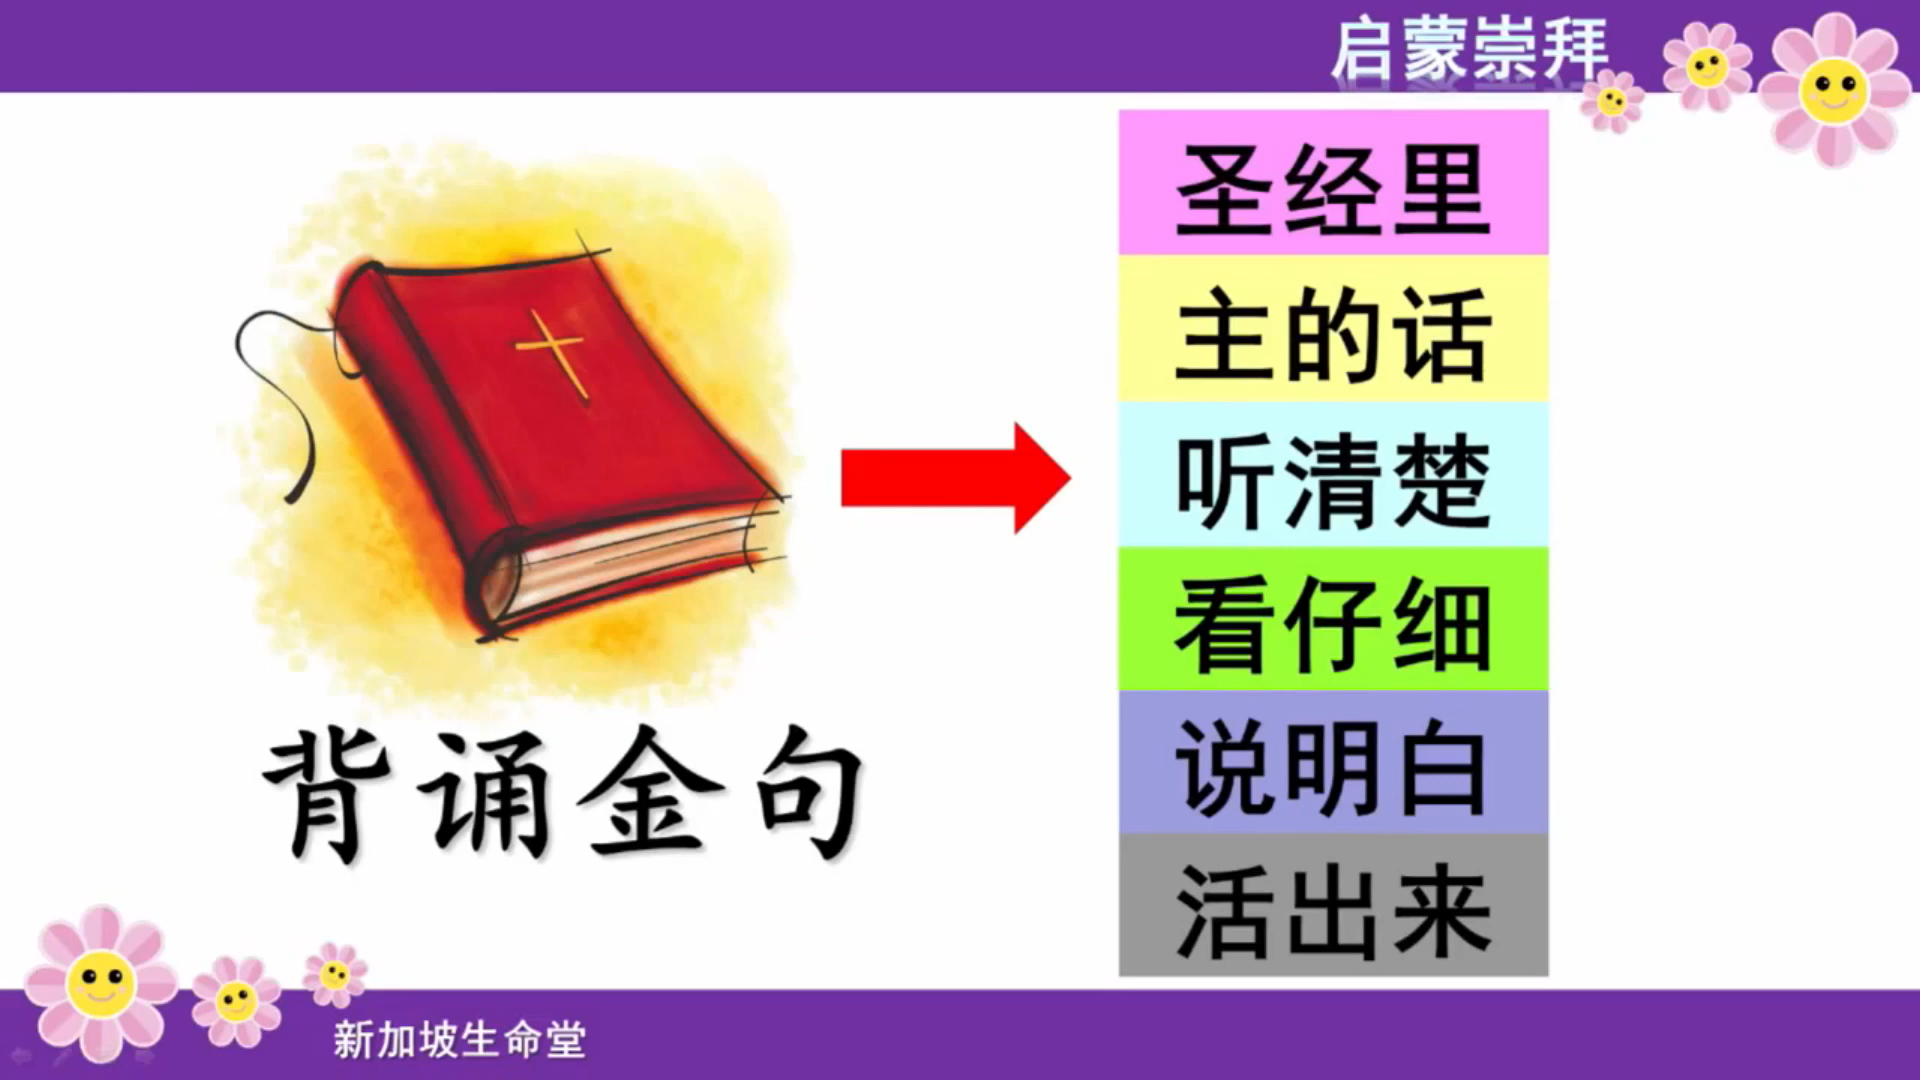 启蒙崇拜
圣经里
主的话
听清楚
看仔细
说明白
活出来
背诵金句
新加坡生命堂